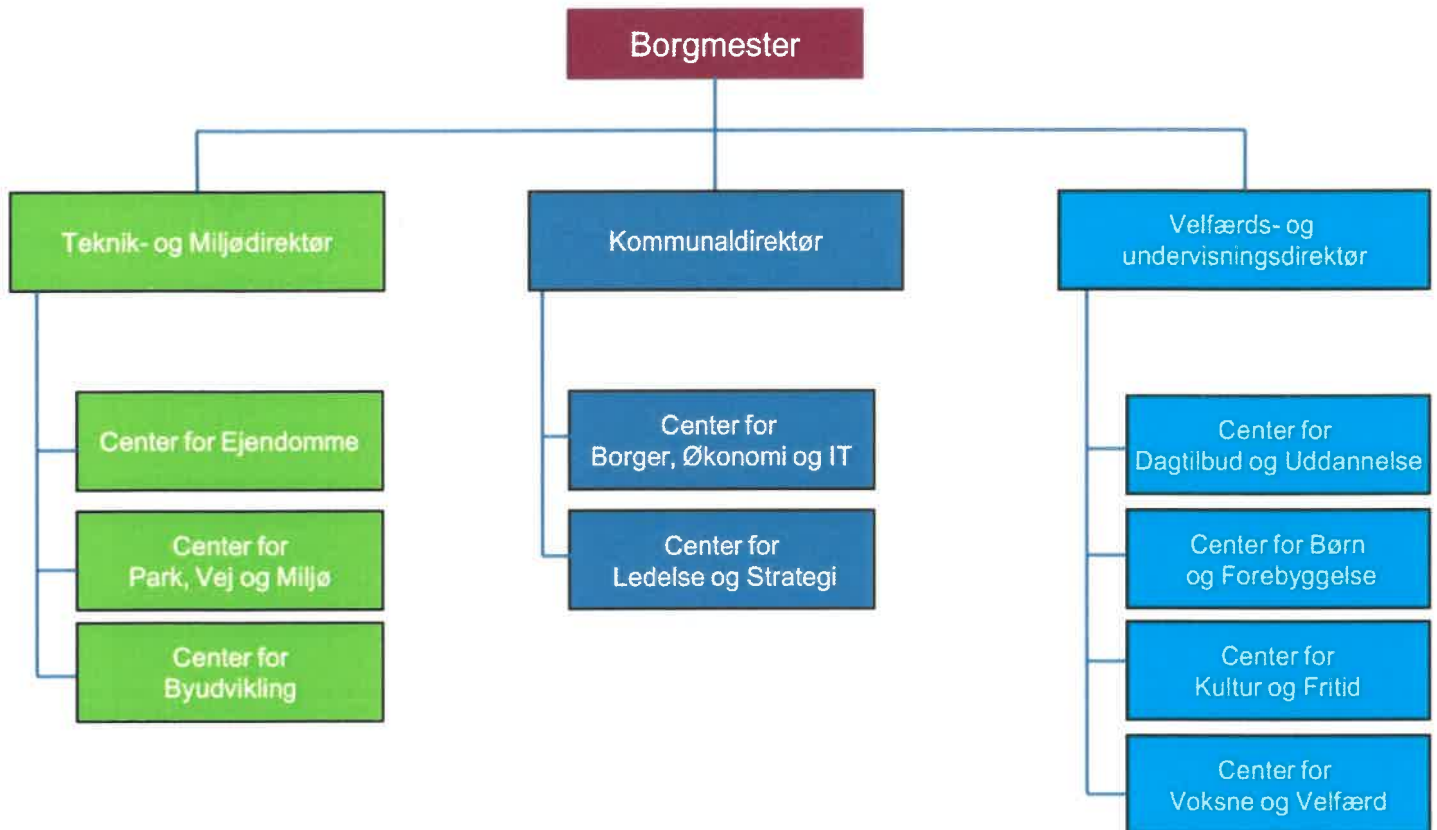 Borgmester
Teknik- og Miljødirektør
Kommunaldirektør
Velfærds- og
undervisningsdirektør
Center for Ejendomme
Center for
Park, Vej og Miljø
Center for
Byudvikling
Center for
Borger, Økonomi og IT
Center for
Ledelse og Strategi
Center for
Dagtilbud og Uddannelse
Center for Børn
og Forebyggelse
Center for
Kultur og Fritid
Center for
Voksne og Velfærd